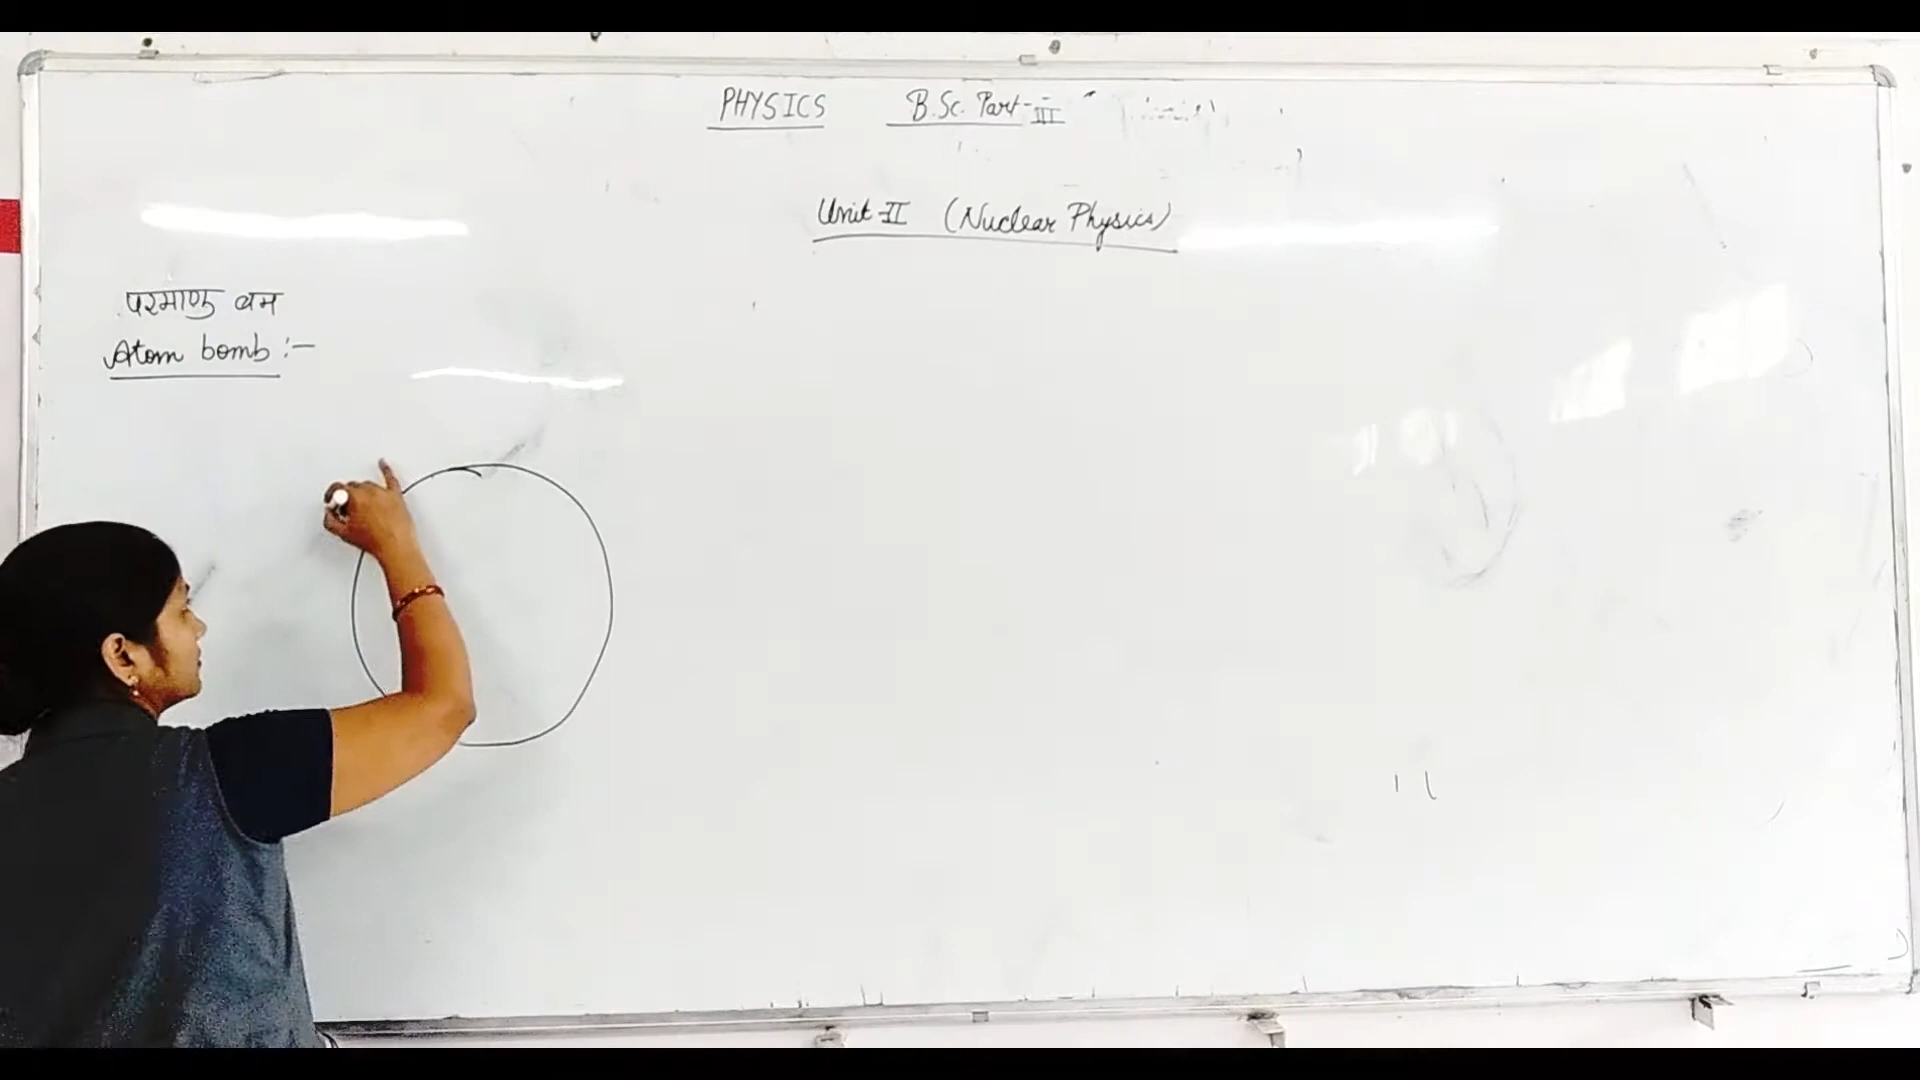 PHYSICS B.Sc. Part-III
Unit-II (Nuclear Physics)
परमाणु बम
Atom bomb :-